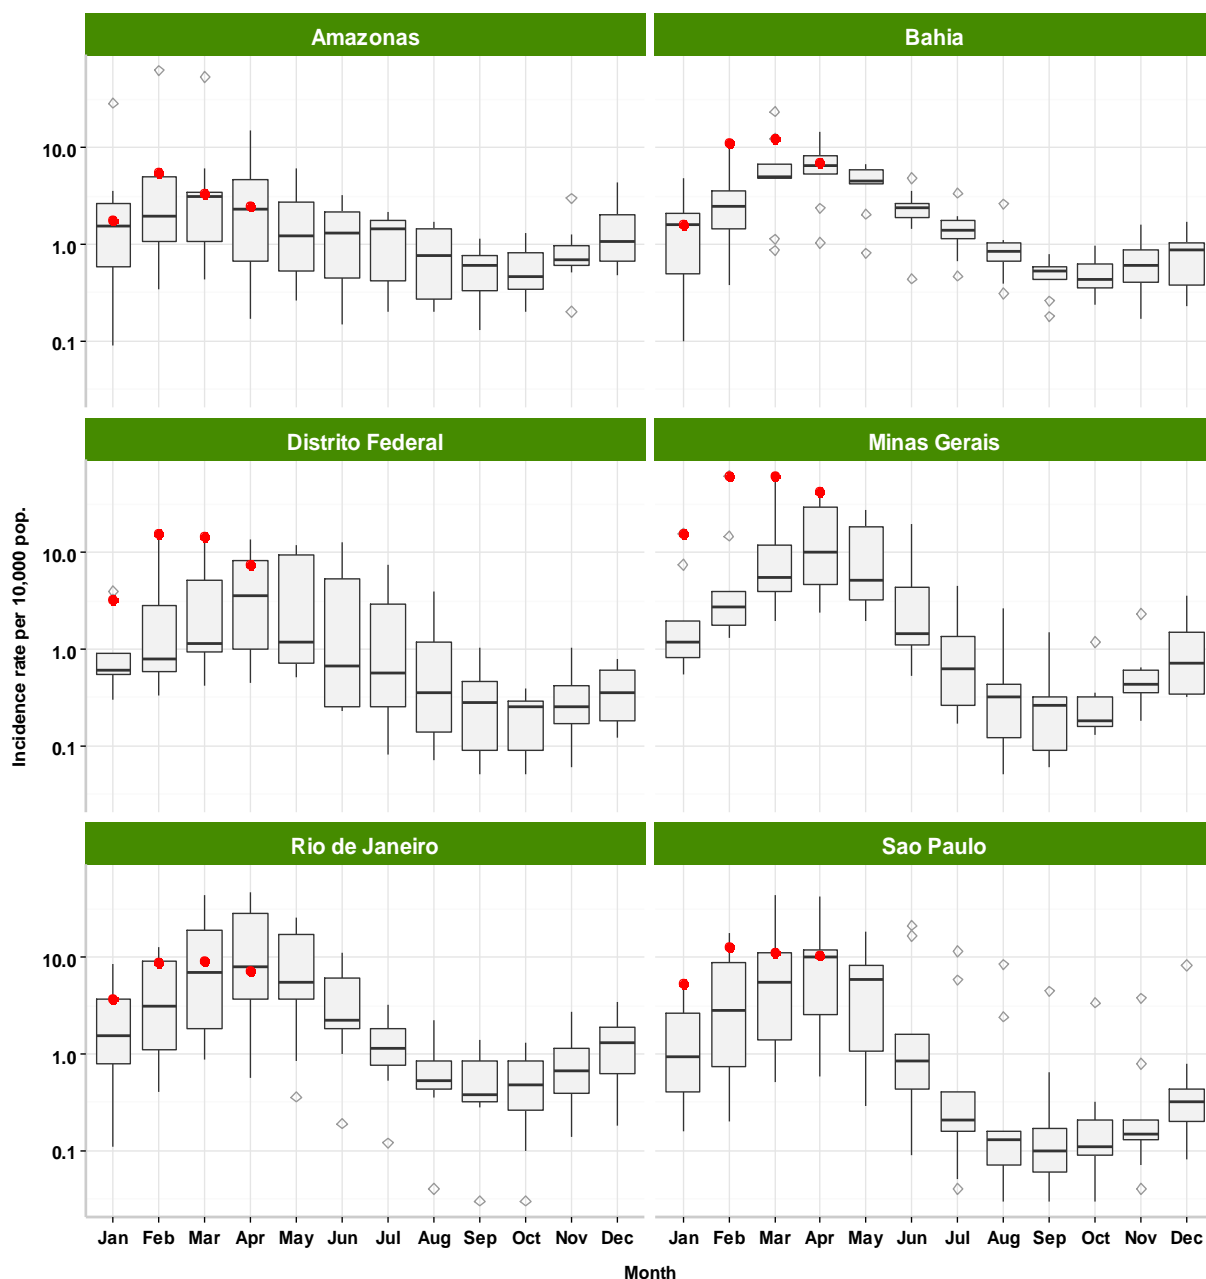 Amazonas
Bahia
10.0
1.0
0.1
Distrito Federal
Minas Gerais
10.0
1.0
0.1
Incidence rate per 10,000 pop.
Rio de Janeiro
Sao Paulo
10.0
1.0
0.1
Jan Feb Mar Apr May Jun Jul Aug Sep Oct Nov Dec
Jan Feb Mar Apr May Jun Jul Aug Sep Oct Nov Dec
Month